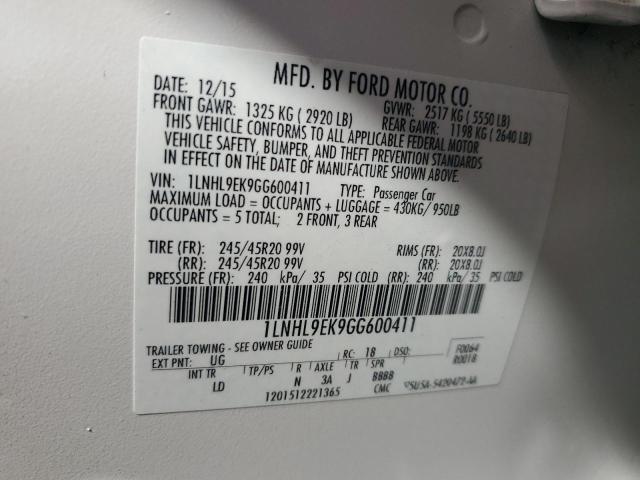 MFD. BY FORD MOTOR CO.
DATE: 12/15 GVWR: 2517 KG ( 5550 LB)
FRONT GAWR: 1325 KG ( 2920 LB) REAR GAWR: 1198 KG ( 2640 LB)
THIS VEHICLE CONFORMS TO ALL APPLICABLE FEDERAL MOTOR
VEHICLE SAFETY, BUMPER, AND THEFT PREVENTION STANDARDS
IN EFFECT ON THE DATE OF MANUFACTURE SHOWN ABOVE.
VIN: 1LNHL9EK9GG600411 TYPE: Passenger Car
MAXIMUM LOAD = OCCUPANTS + LUGGAGE = 430KG/ 950LB
OCCUPANTS = 5 TOTAL; 2 FRONT, 3 REAR
TIRE (FR): 245/45R20 99V RIMS (FR): 20X8.0J
(RR): 245/45R20 99V (RR): 20X8.0J
PRESSURE (FR): 240 kPa/ 35 PSI COLD (RR): 240 kPa/ 35 PSI COLD
1LNHL9EK9GG600411
TRAILER TOWING - SEE OWNER GUIDE F0064
EXT PNT: UG RC: 18 DSO: R0018
INT TR TP/PS R AXLE TR SPR
LD N 3A J BBBB
1201512221365 CMC